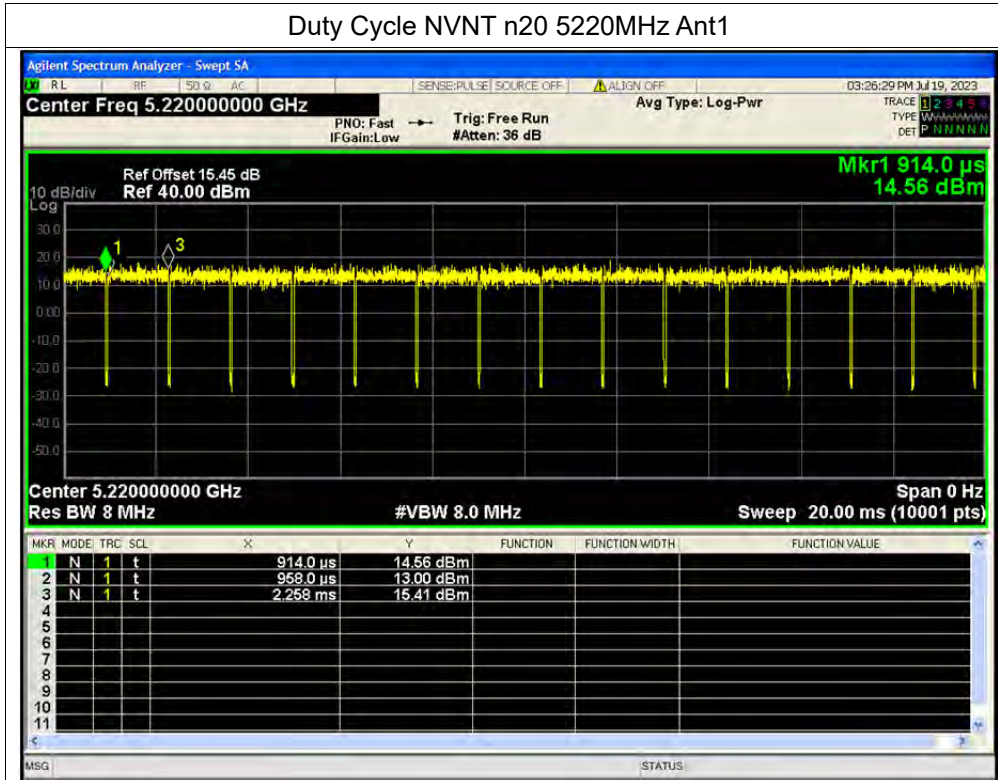 Duty Cycle NVNT n20 5220MHz Ant1
Agilent Spectrum Analyzer - Swept SA
LXI RL RF 50 Ω AC SENSE:PULSE SOURCE OFF ALIGN OFF 03:26:29 PM Jul 19, 2023
Center Freq 5.220000000 GHz Avg Type: Log-Pwr TRACE 1 2 3 4 5 6
PNO: Fast Trig: Free Run TYPE W
IFGain:Low #Atten: 36 dB DET P N N N N N
Mkr1 914.0 µs
Ref Offset 15.45 dB
10 dB/div Ref 40.00 dBm 14.56 dBm
Log
30.0
1 3
20.0
10.0
0.00
-10.0
-20.0
-30.0
-40.0
-50.0
Center 5.220000000 GHz Span 0 Hz
Res BW 8 MHz #VBW 8.0 MHz Sweep 20.00 ms (10001 pts)
MKR MODE TRC SCL X Y FUNCTION FUNCTION WIDTH FUNCTION VALUE
1 N 1 t 914.0 µs 14.56 dBm
2 N 1 t 958.0 µs 13.00 dBm
3 N 1 t 2.258 ms 15.41 dBm
4
5
6
7
8
9
10
11
MSG STATUS